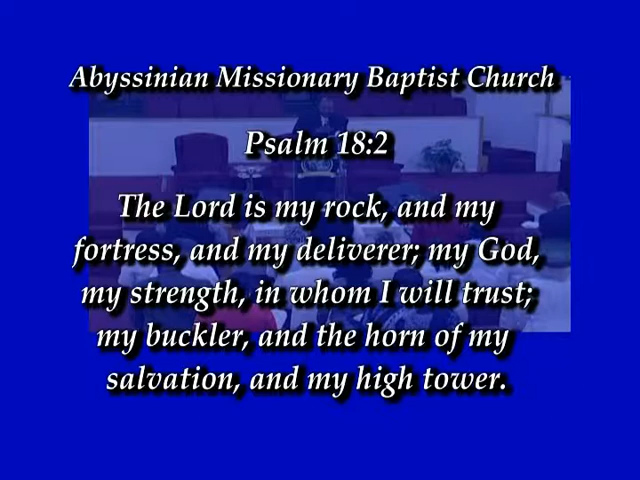 Abyssinian Missionary Baptist Church
Psalm 18:2
The Lord is my rock, and my
fortress, and my deliverer; my God,
my strength, in whom I will trust;
my buckler, and the horn of my
salvation, and my high tower.